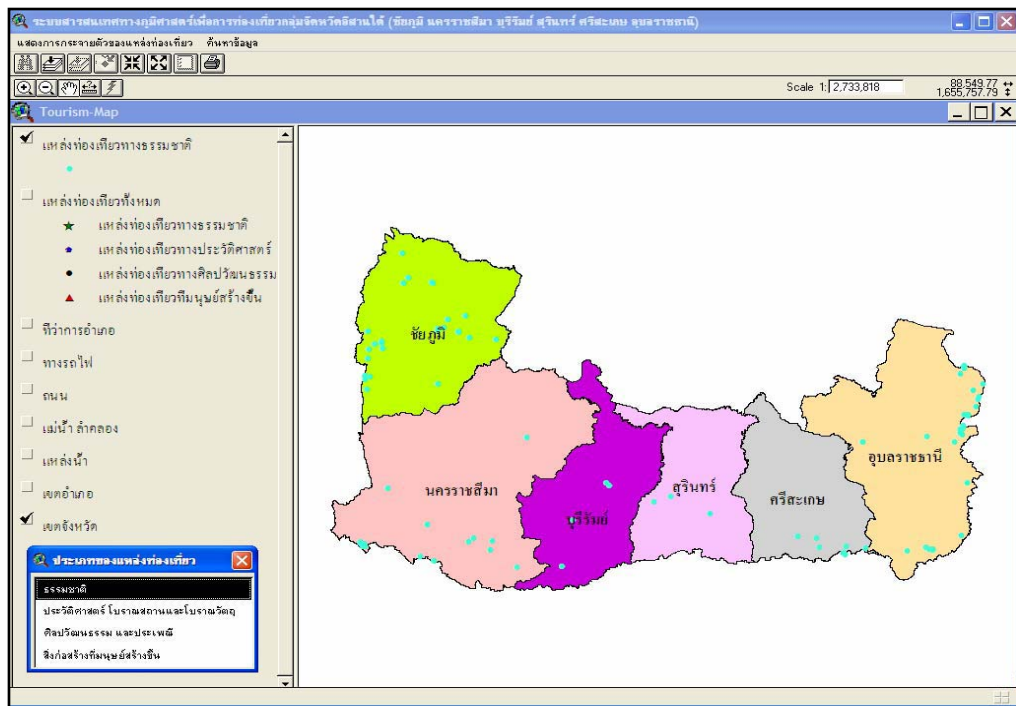 ระบบสารสนเทศทางภูมิศาสตร์เพื่อการท่องเที่ยวกลุ่มจังหวัดอีสานใต้ (ชัยภูมิ นครราชสีมา บุรีรัมย์ สุรินทร์ ศรีสะเกษ อุบลราชธานี)
แสดงการกระจายตัวของแหล่งท่องเที่ยว ค้นหาข้อมูล
Scale 1: 2,733,818
88,549.77
1,655,757.79
Tourism-Map
แหล่งท่องเที่ยวทางธรรมชาติ
แหล่งท่องเที่ยวทั้งหมด
แหล่งท่องเที่ยวทางธรรมชาติ
แหล่งท่องเที่ยวทางประวัติศาสตร์
แหล่งท่องเที่ยวทางศิลปวัฒนธรรม
แหล่งท่องเที่ยวที่มนุษย์สร้างขึ้น
ที่ว่าการอำเภอ
ทางรถไฟ
ถนน
แม่น้ำ ลำคลอง
แหล่งน้ำ
เขตอำเภอ
เขตจังหวัด
ประเภทของแหล่งท่องเที่ยว
ธรรมชาติ
ประวัติศาสตร์ โบราณสถานและโบราณวัตถุ
ศิลปวัฒนธรรม และประเพณี
สิ่งก่อสร้างที่มนุษย์สร้างขึ้น
ชัยภูมิ
นครราชสีมา
บุรีรัมย์
สุรินทร์
ศรีสะเกษ
อุบลราชธานี